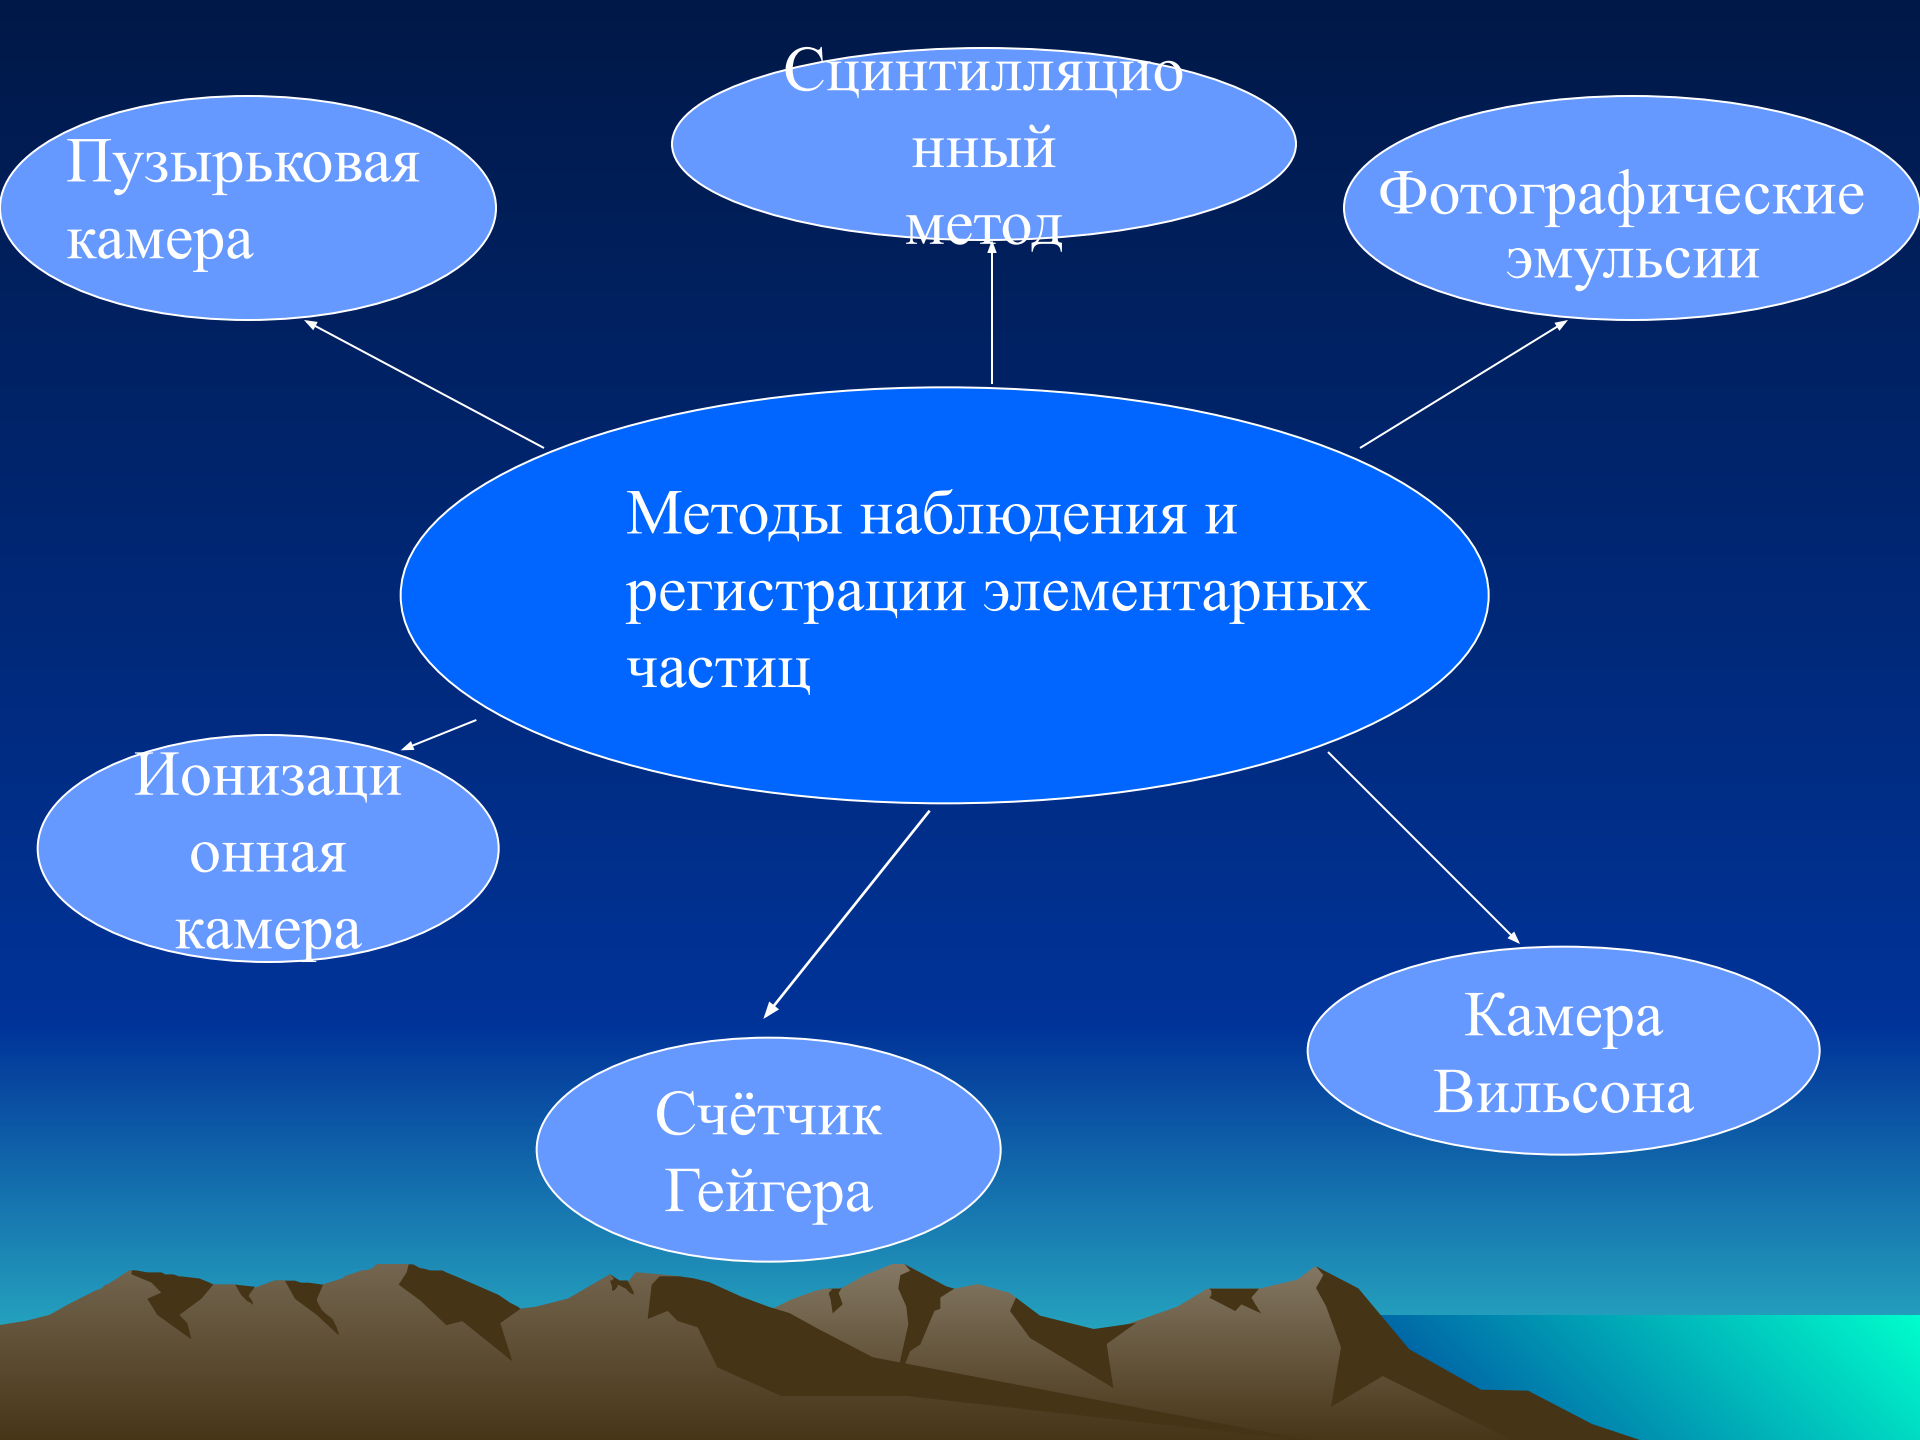 Сцинтилляцио
нный
метод
Пузырьковая
камера
Фотографические
эмульсии
Методы наблюдения и
регистрации элементарных
частиц
Ионизаци
онная
камера
Счётчик
Гейгера
Камера
Вильсона